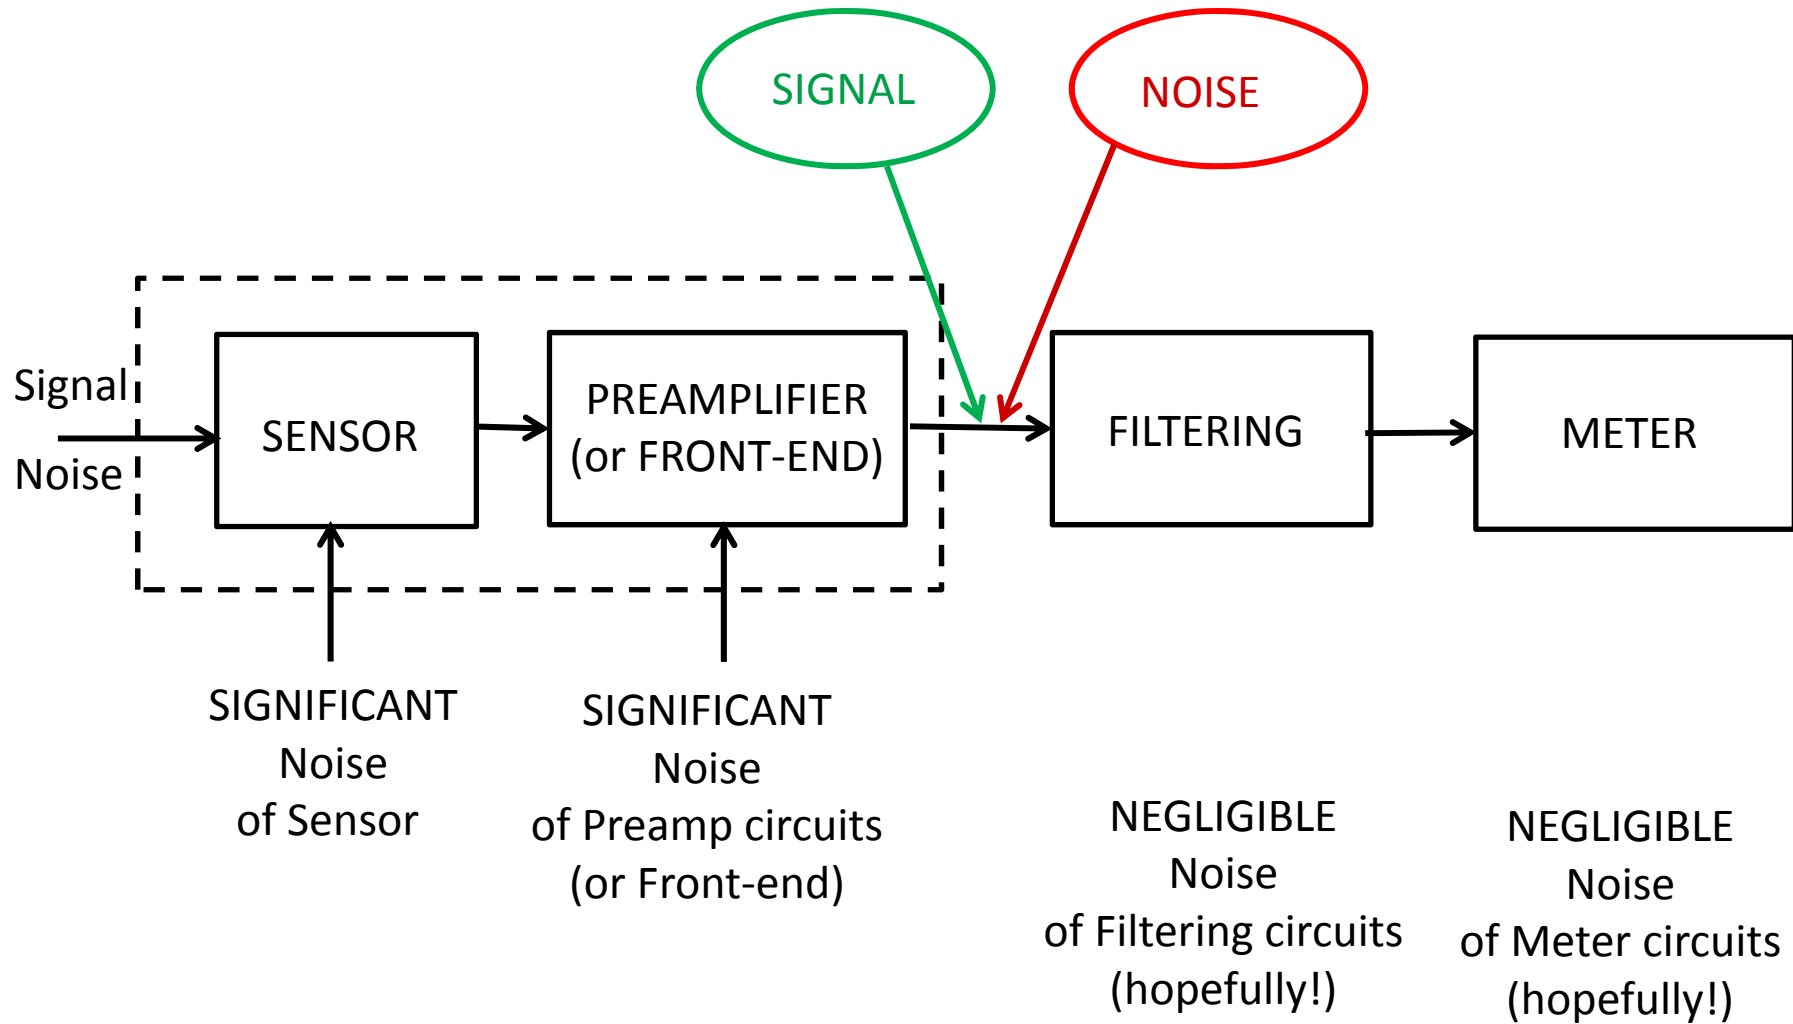 SIGNAL
NOISE
Signal
Noise
SENSOR
PREAMPLIFIER
(or FRONT-END)
FILTERING
METER
SIGNIFICANT
Noise
of Sensor
SIGNIFICANT
Noise
of Preamp circuits
(or Front-end)
NEGLIGIBLE
Noise
of Filtering circuits
(hopefully!)
NEGLIGIBLE
Noise
of Meter circuits
(hopefully!)